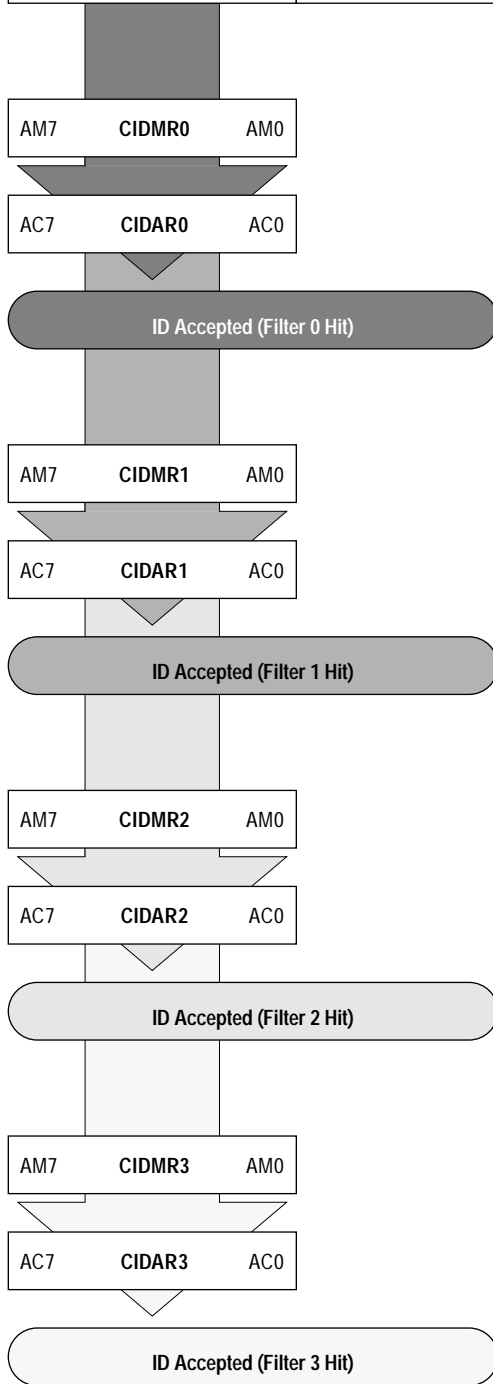 AM7 CIDMR0 AM0
AC7 CIDAR0 AC0
ID Accepted (Filter 0 Hit)
AM7 CIDMR1 AM0
AC7 CIDAR1 AC0
ID Accepted (Filter 1 Hit)
AM7 CIDMR2 AM0
AC7 CIDAR2 AC0
ID Accepted (Filter 2 Hit)
AM7 CIDMR3 AM0
AC7 CIDAR3 AC0
ID Accepted (Filter 3 Hit)